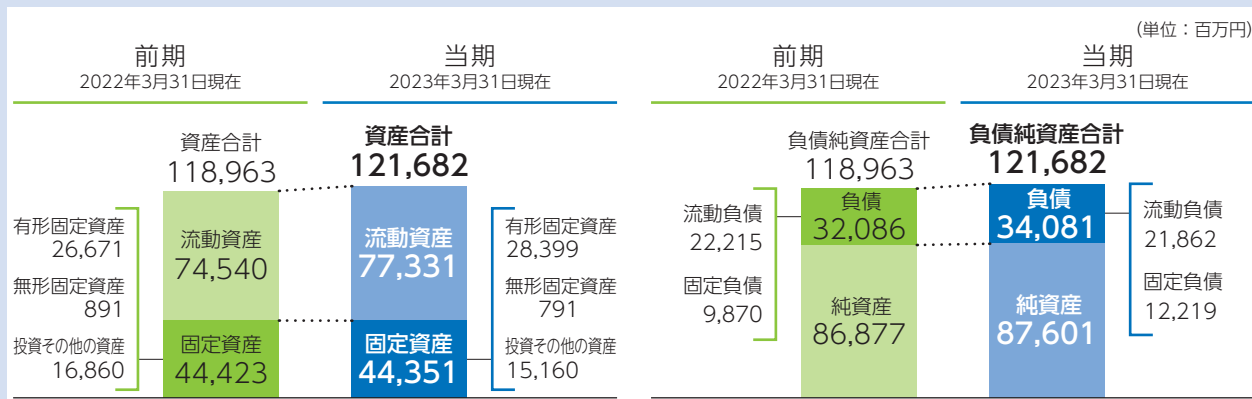 (単位：百万円)
前期
2022年3月31日現在
当期
2023年3月31日現在
資産合計
118,963
資産合計
121,682
有形固定資産
26,671
無形固定資産
891
投資その他の資産
16,860
流動資産
74,540
固定資産
44,423
流動資産
77,331
固定資産
44,351
有形固定資産
28,399
無形固定資産
791
投資その他の資産
15,160
前期
2022年3月31日現在
当期
2023年3月31日現在
負債純資産合計
118,963
負債純資産合計
121,682
流動負債
22,215
固定負債
9,870
負債
32,086
純資産
86,877
負債
34,081
純資産
87,601
流動負債
21,862
固定負債
12,219